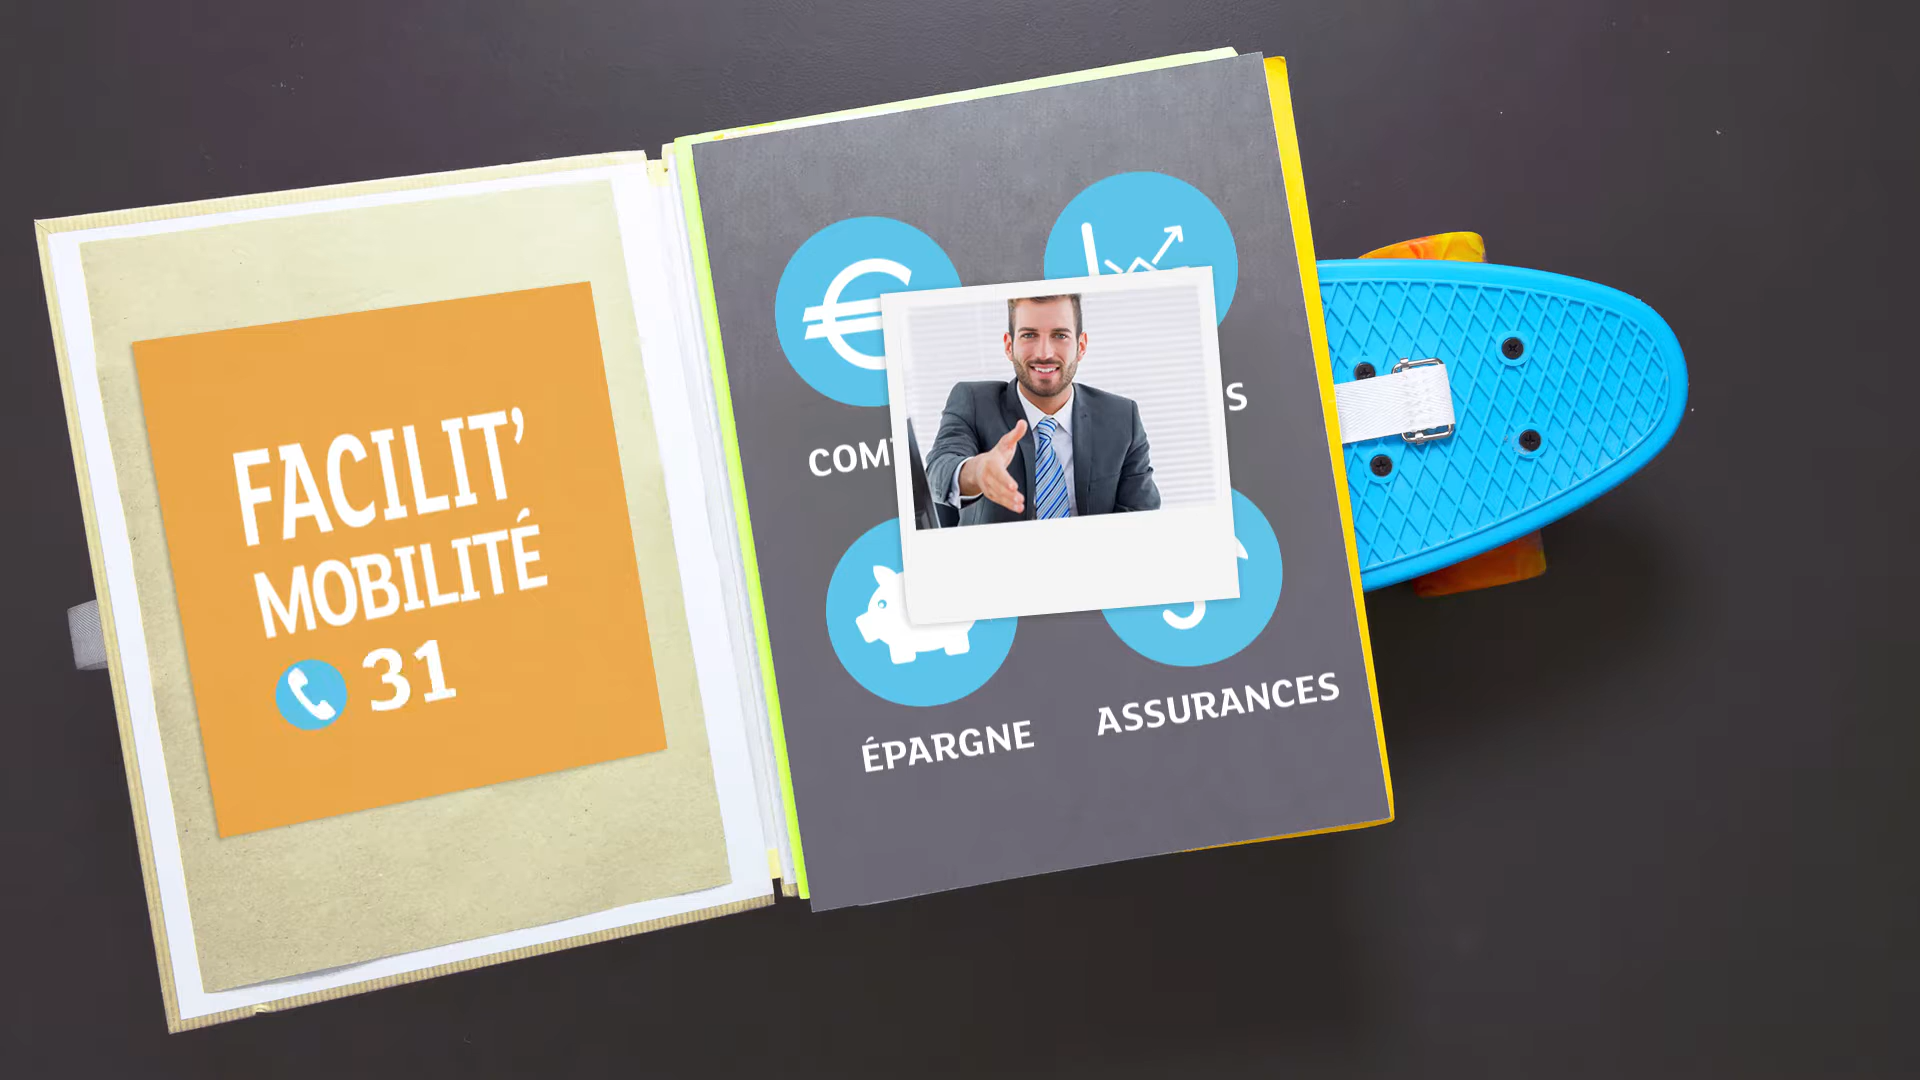 FACILIT'
MOBILITÉ
31
ÉPARGNE
ASSURANCES